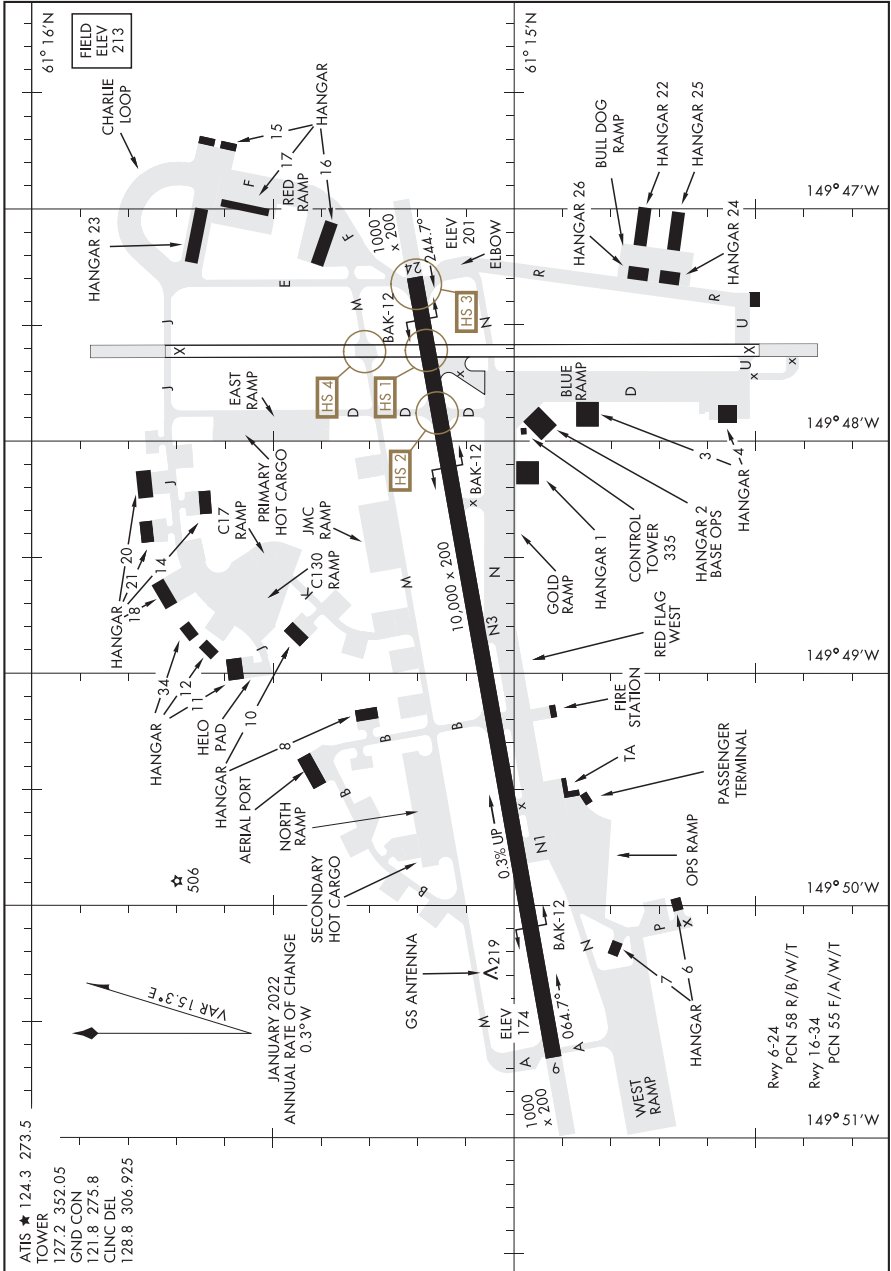 ATIS ★ 124.3 273.5
TOWER
127.2 352.05
GND CON
121.8 275.8
CLNC DEL
128.8 306.925
VAR 15.3° E
JANUARY 2022
ANNUAL RATE OF CHANGE
0.3° W
FIELD
ELEV
213
61° 16' N
61° 15' N
149° 47' W
149° 48' W
149° 49' W
149° 50' W
149° 51' W
CHARLIE
LOOP
HANGAR 23
15
17
HANGAR
16
RED
RAMP
F
F
E
J
J
X
M
1000
x 200
24
244.7°
ELEV
201
ELBOW
BAK-12
HS 3
HS 4
HS 1
HS 2
N
EAST
RAMP
D
D
D
PRIMARY
HOT CARGO
J
C17
RAMP
C130
RAMP
JMC
RAMP
K
M
BAK-12
x
x
HANGAR
20
21
14
18
HANGAR
34
12
11
J
HELO
PAD
HANGAR
10
8
AERIAL PORT
B
B
B
B
NORTH
RAMP
SECONDARY
HOT CARGO
506
10,000 x 200
N3
N
0.3% UP
x
N1
GS ANTENNA
219
M
ELEV
174
064.7°
BAK-12
N
A
A
6
1000
x 200
WEST
RAMP
P
X
HANGAR
7
6
OPS RAMP
PASSENGER
TERMINAL
TA
FIRE
STATION
RED FLAG
WEST
GOLD
RAMP
HANGAR 1
CONTROL
TOWER
335
HANGAR 2
BASE OPS
HANGAR
3
4
BLUE
RAMP
D
U
X
U
x
x
R
R
HANGAR 26
BULL DOG
RAMP
HANGAR 22
HANGAR 25
HANGAR 24
Rwy 6-24
PCN 58 R/B/W/T
Rwy 16-34
PCN 55 F/A/W/T